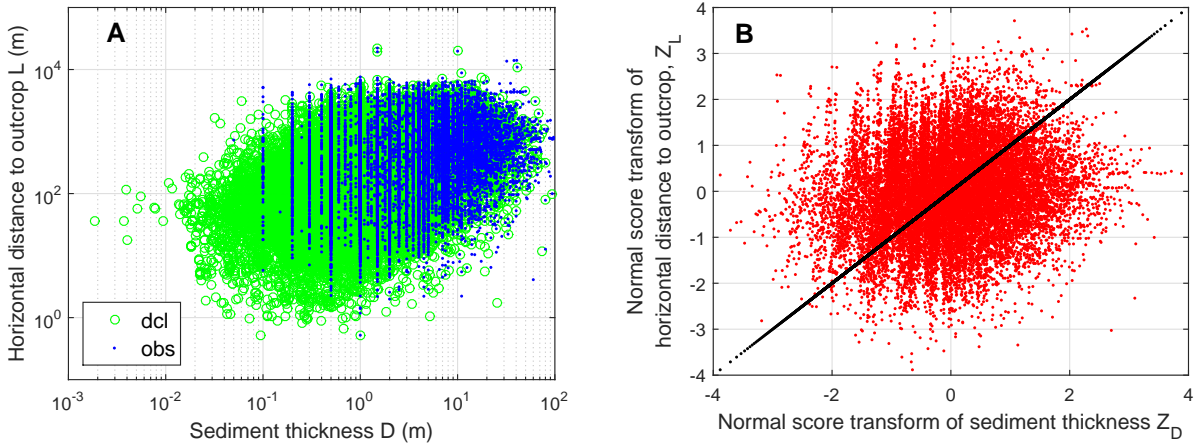 A
Horizontal distance to outcrop L (m)
10^4
10^2
10^0
dcl
obs
10^-3
10^-2
10^-1
10^0
10^1
10^2
Sediment thickness D (m)
B
Normal score transform of
horizontal distance to outcrop, Z_L
4
3
2
1
0
-1
-2
-3
-4
-4
-2
0
2
4
Normal score transform of sediment thickness Z_D